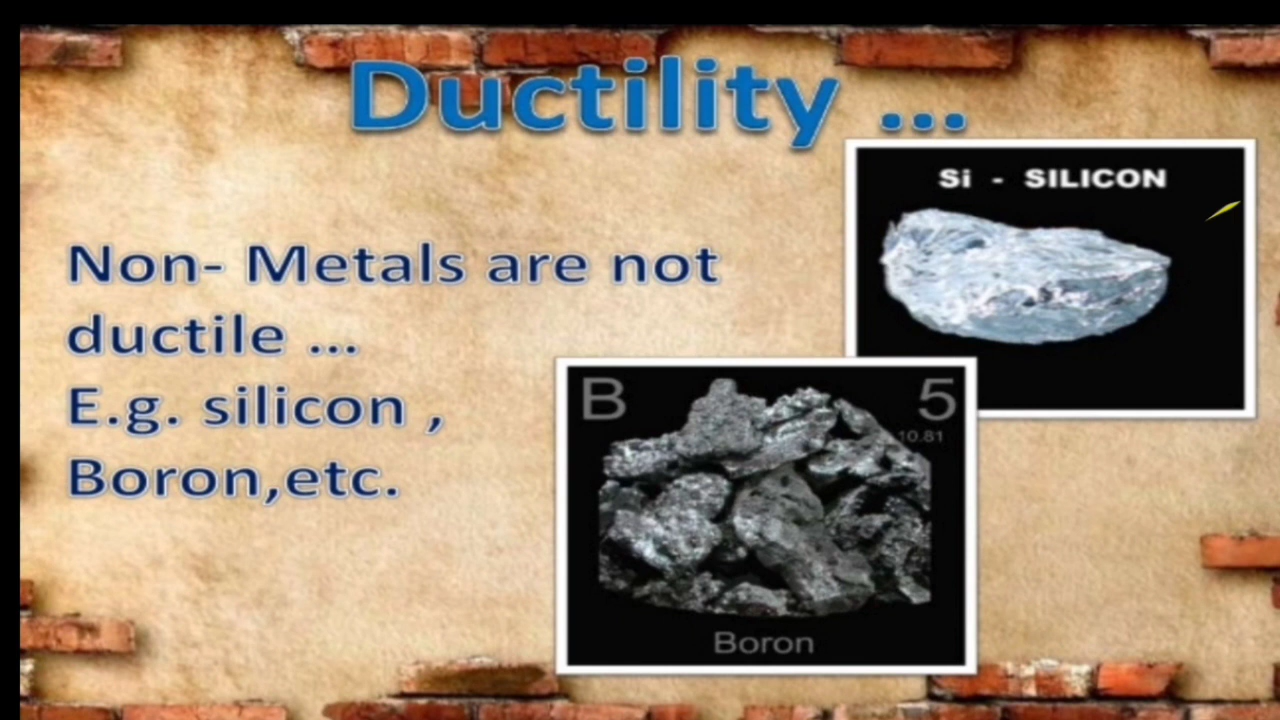 Ductility ...
Si - SILICON
Non- Metals are not
ductile ...
E.g. silicon ,
Boron,etc.
B 5
10.81
Boron